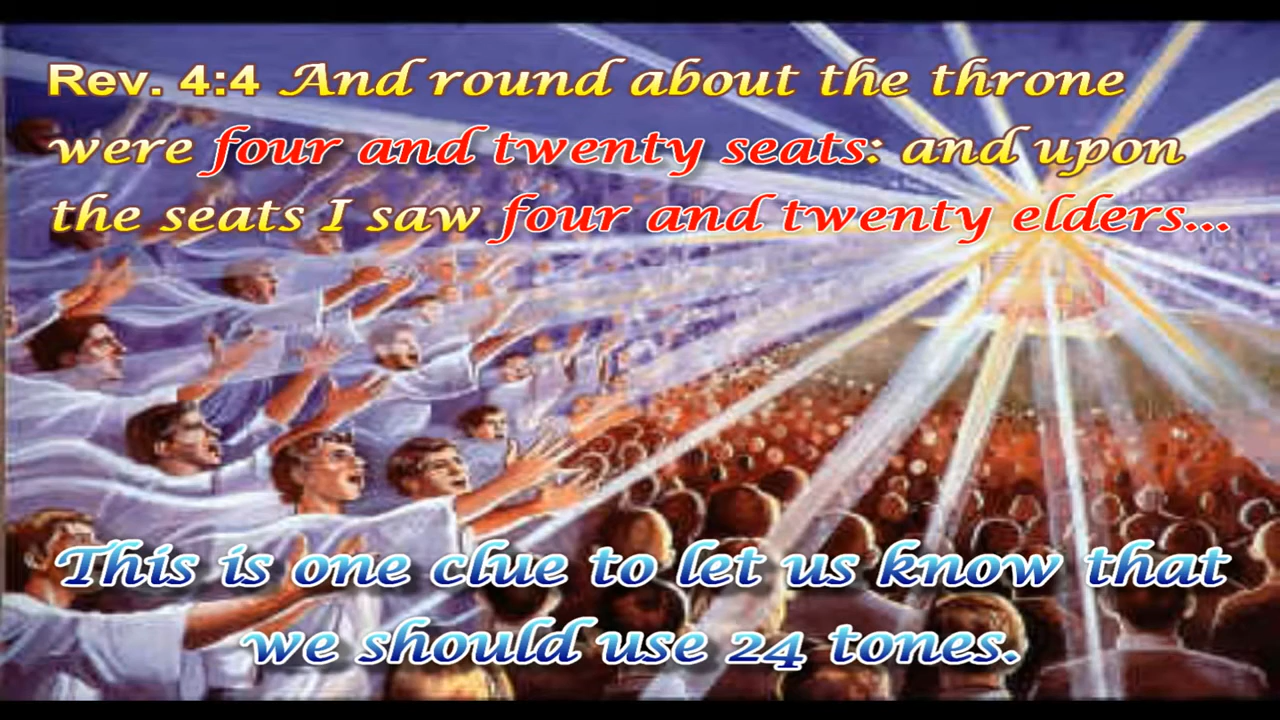 Rev. 4:4 And round about the throne
were four and twenty seats: and upon
the seats I saw four and twenty elders...
This is one clue to let us know that
we should use 24 tones.